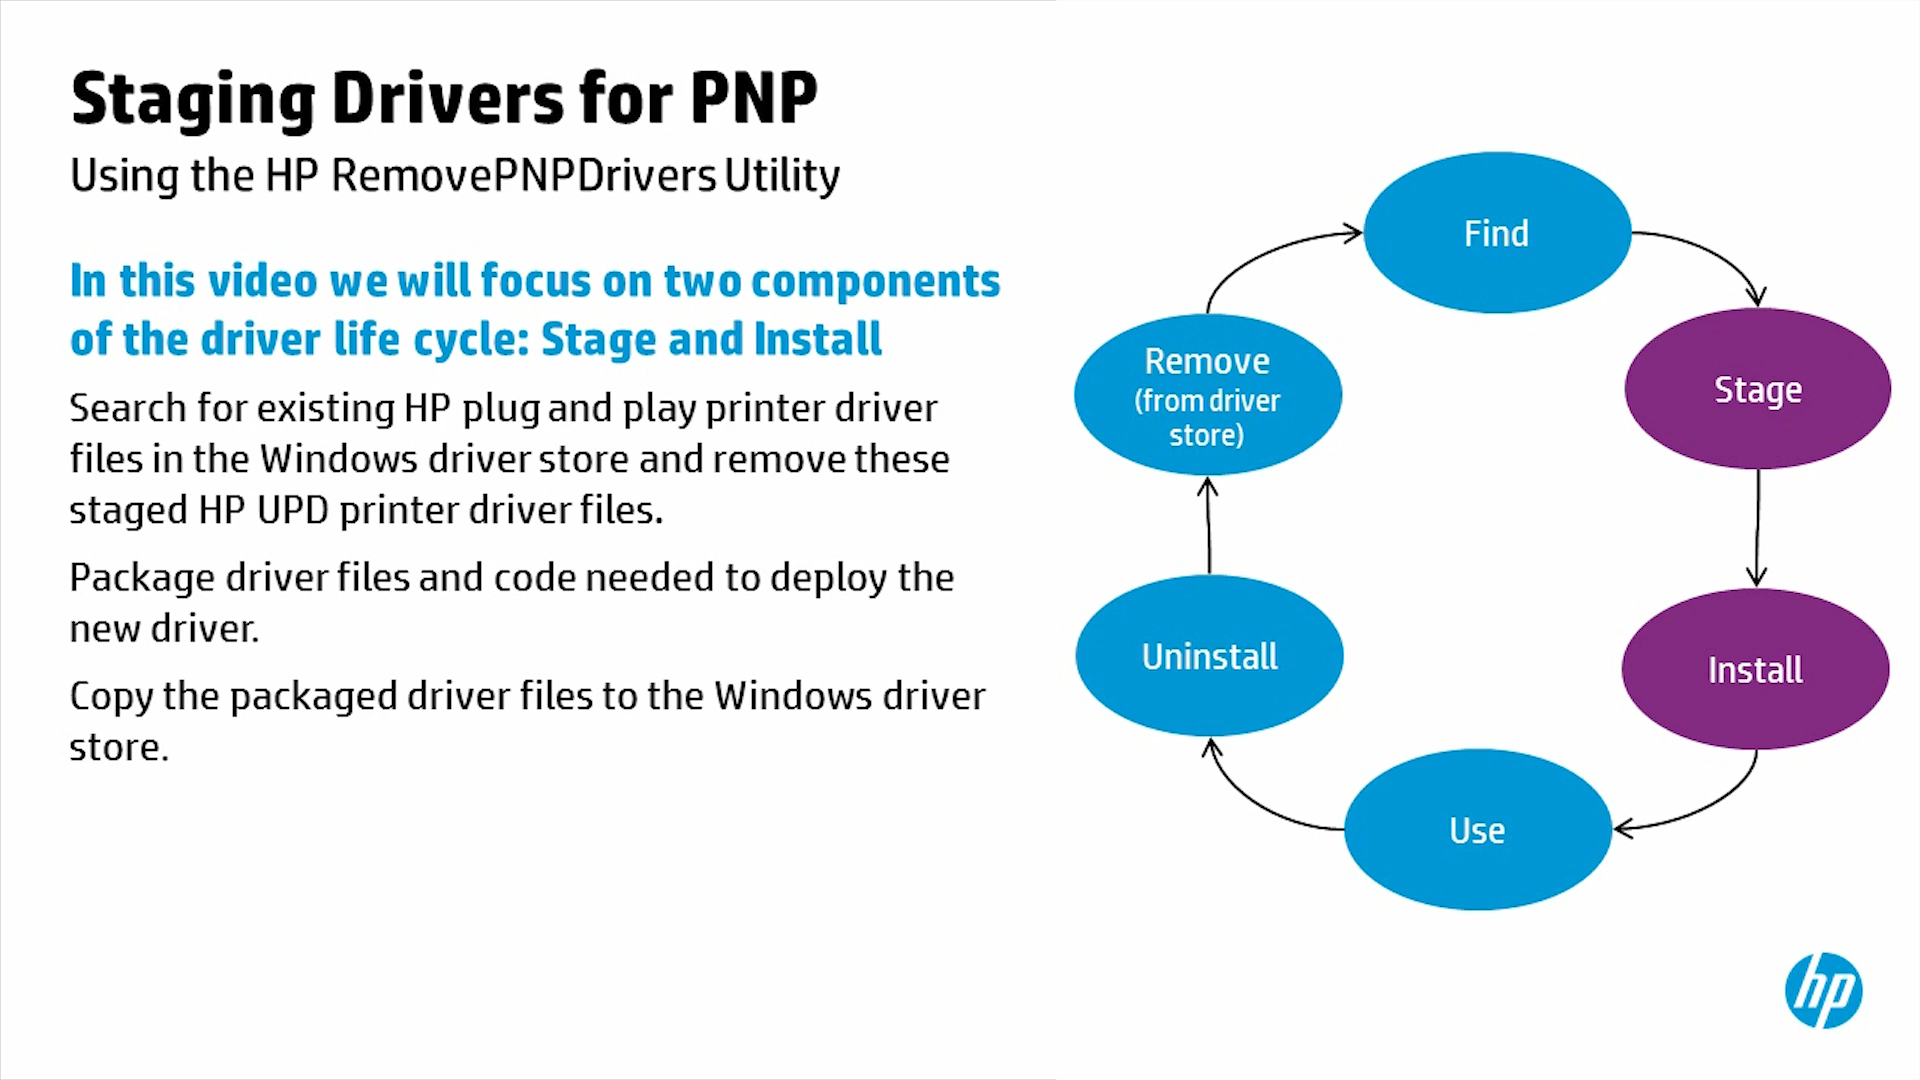 Staging Drivers for PNP
Using the HP RemovePNPDrivers Utility
In this video we will focus on two components
of the driver life cycle: Stage and Install
Search for existing HP plug and play printer driver
files in the Windows driver store and remove these
staged HP UPD printer driver files.
Package driver files and code needed to deploy the
new driver.
Copy the packaged driver files to the Windows driver
store.
Find
Stage
Install
Use
Uninstall
Remove
(from driver
store)
hp